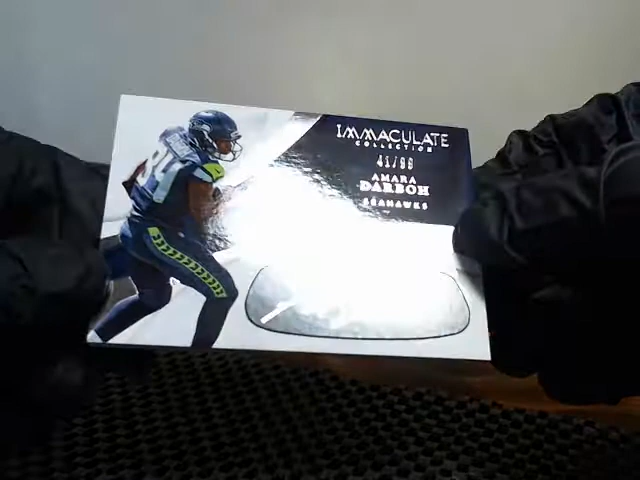 IMMACULATE
COLLECTION
41/99
AMARA
DARBOH
SEAHAWKS